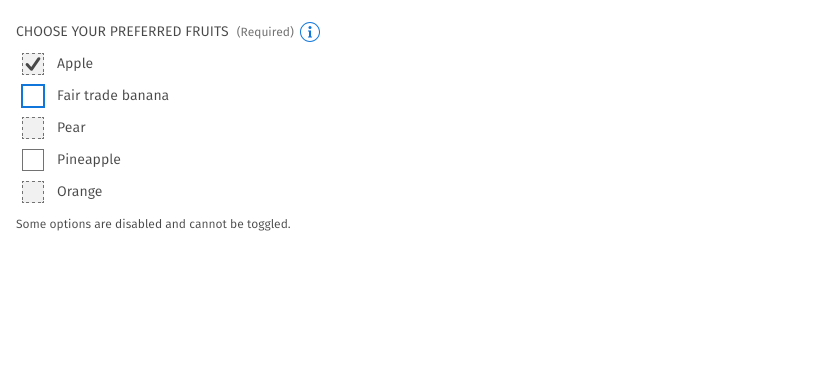 CHOOSE YOUR PREFERRED FRUITS (Required)
Apple
Fair trade banana
Pear
Pineapple
Orange
Some options are disabled and cannot be toggled.